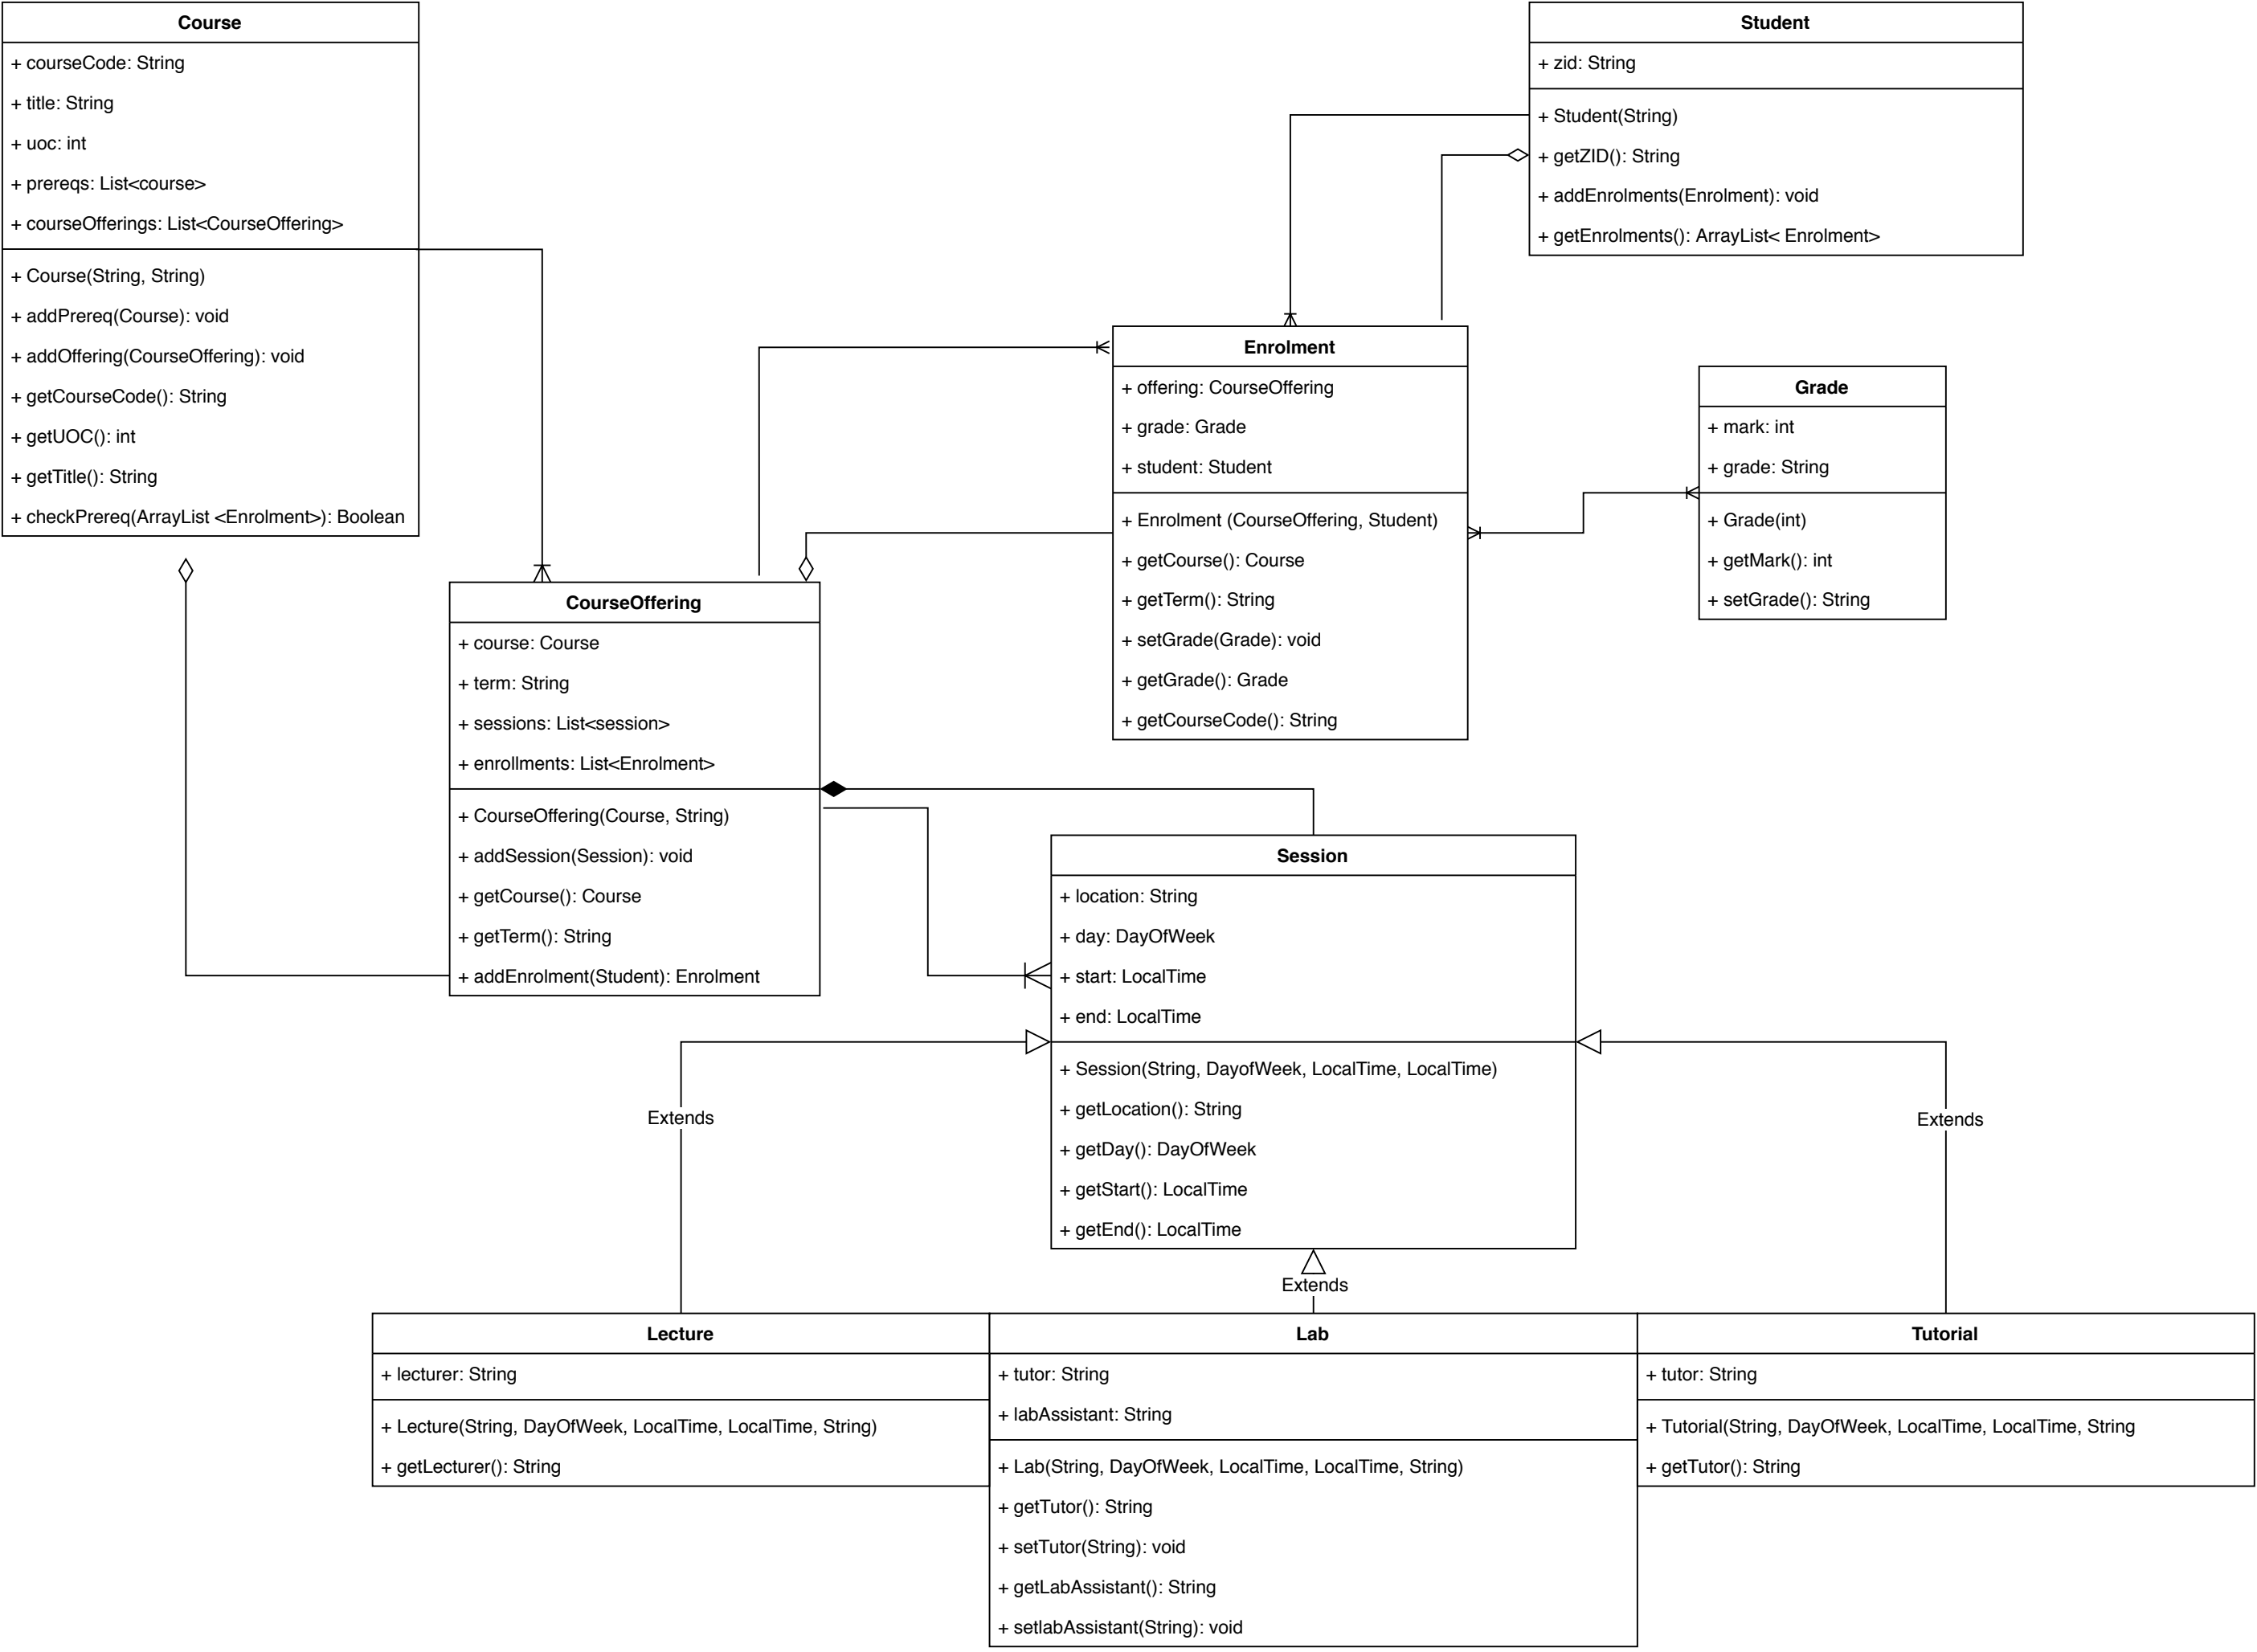 Course
+ courseCode: String
+ title: String
+ uoc: int
+ prereqs: List<course>
+ courseOfferings: List<CourseOffering>
+ Course(String, String)
+ addPrereq(Course): void
+ addOffering(CourseOffering): void
+ getCourseCode(): String
+ getUOC(): int
+ getTitle(): String
+ checkPrereq(ArrayList <Enrolment>): Boolean
Student
+ zid: String
+ Student(String)
+ getZID(): String
+ addEnrolments(Enrolment): void
+ getEnrolments(): ArrayList< Enrolment>
Enrolment
+ offering: CourseOffering
+ grade: Grade
+ student: Student
+ Enrolment (CourseOffering, Student)
+ getCourse(): Course
+ getTerm(): String
+ setGrade(Grade): void
+ getGrade(): Grade
+ getCourseCode(): String
Grade
+ mark: int
+ grade: String
+ Grade(int)
+ getMark(): int
+ setGrade(): String
CourseOffering
+ course: Course
+ term: String
+ sessions: List<session>
+ enrollments: List<Enrolment>
+ CourseOffering(Course, String)
+ addSession(Session): void
+ getCourse(): Course
+ getTerm(): String
+ addEnrolment(Student): Enrolment
Session
+ location: String
+ day: DayOfWeek
+ start: LocalTime
+ end: LocalTime
+ Session(String, DayofWeek, LocalTime, LocalTime)
+ getLocation(): String
+ getDay(): DayOfWeek
+ getStart(): LocalTime
+ getEnd(): LocalTime
Extends
Extends
Extends
Lecture
+ lecturer: String
+ Lecture(String, DayOfWeek, LocalTime, LocalTime, String)
+ getLecturer(): String
Lab
+ tutor: String
+ labAssistant: String
+ Lab(String, DayOfWeek, LocalTime, LocalTime, String)
+ getTutor(): String
+ setTutor(String): void
+ getLabAssistant(): String
+ setlabAssistant(String): void
Tutorial
+ tutor: String
+ Tutorial(String, DayOfWeek, LocalTime, LocalTime, String
+ getTutor(): String